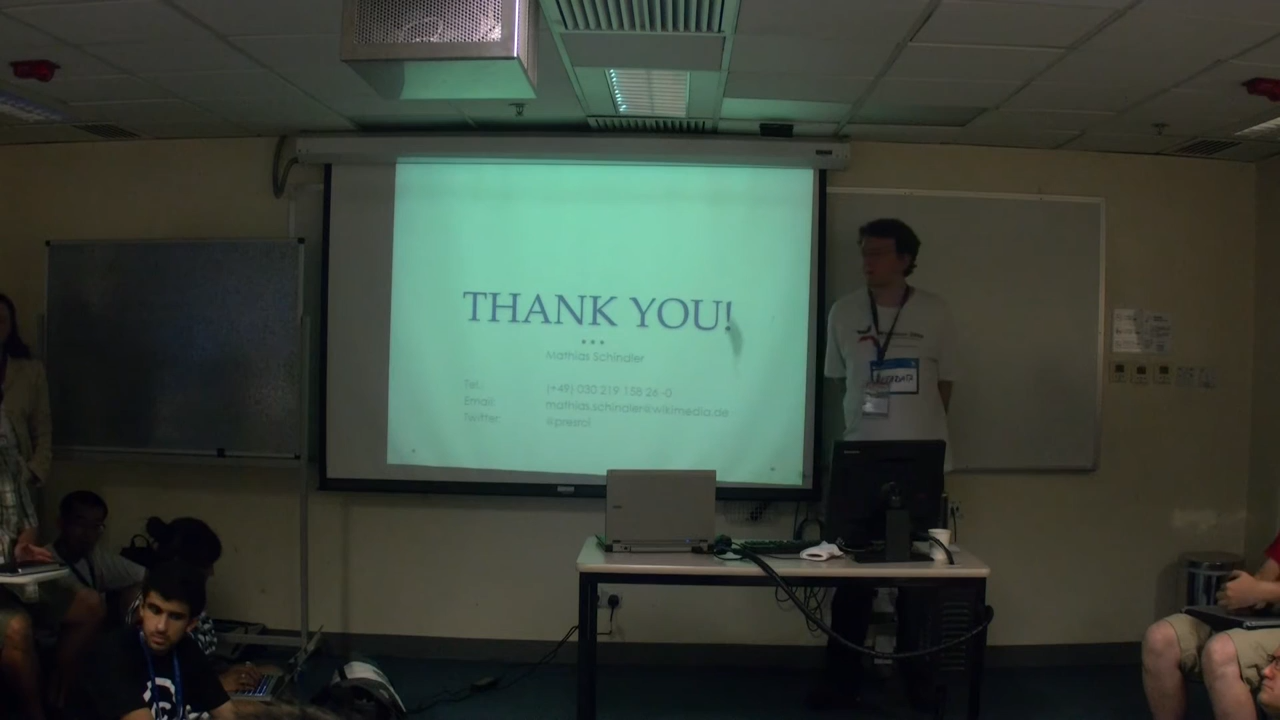 THANK YOU!
Mathias Schindler
Tel.: (+49) 030 219 158 26 -0
Email: mathias.schindler@wikimedia.de
Twitter: @presroi